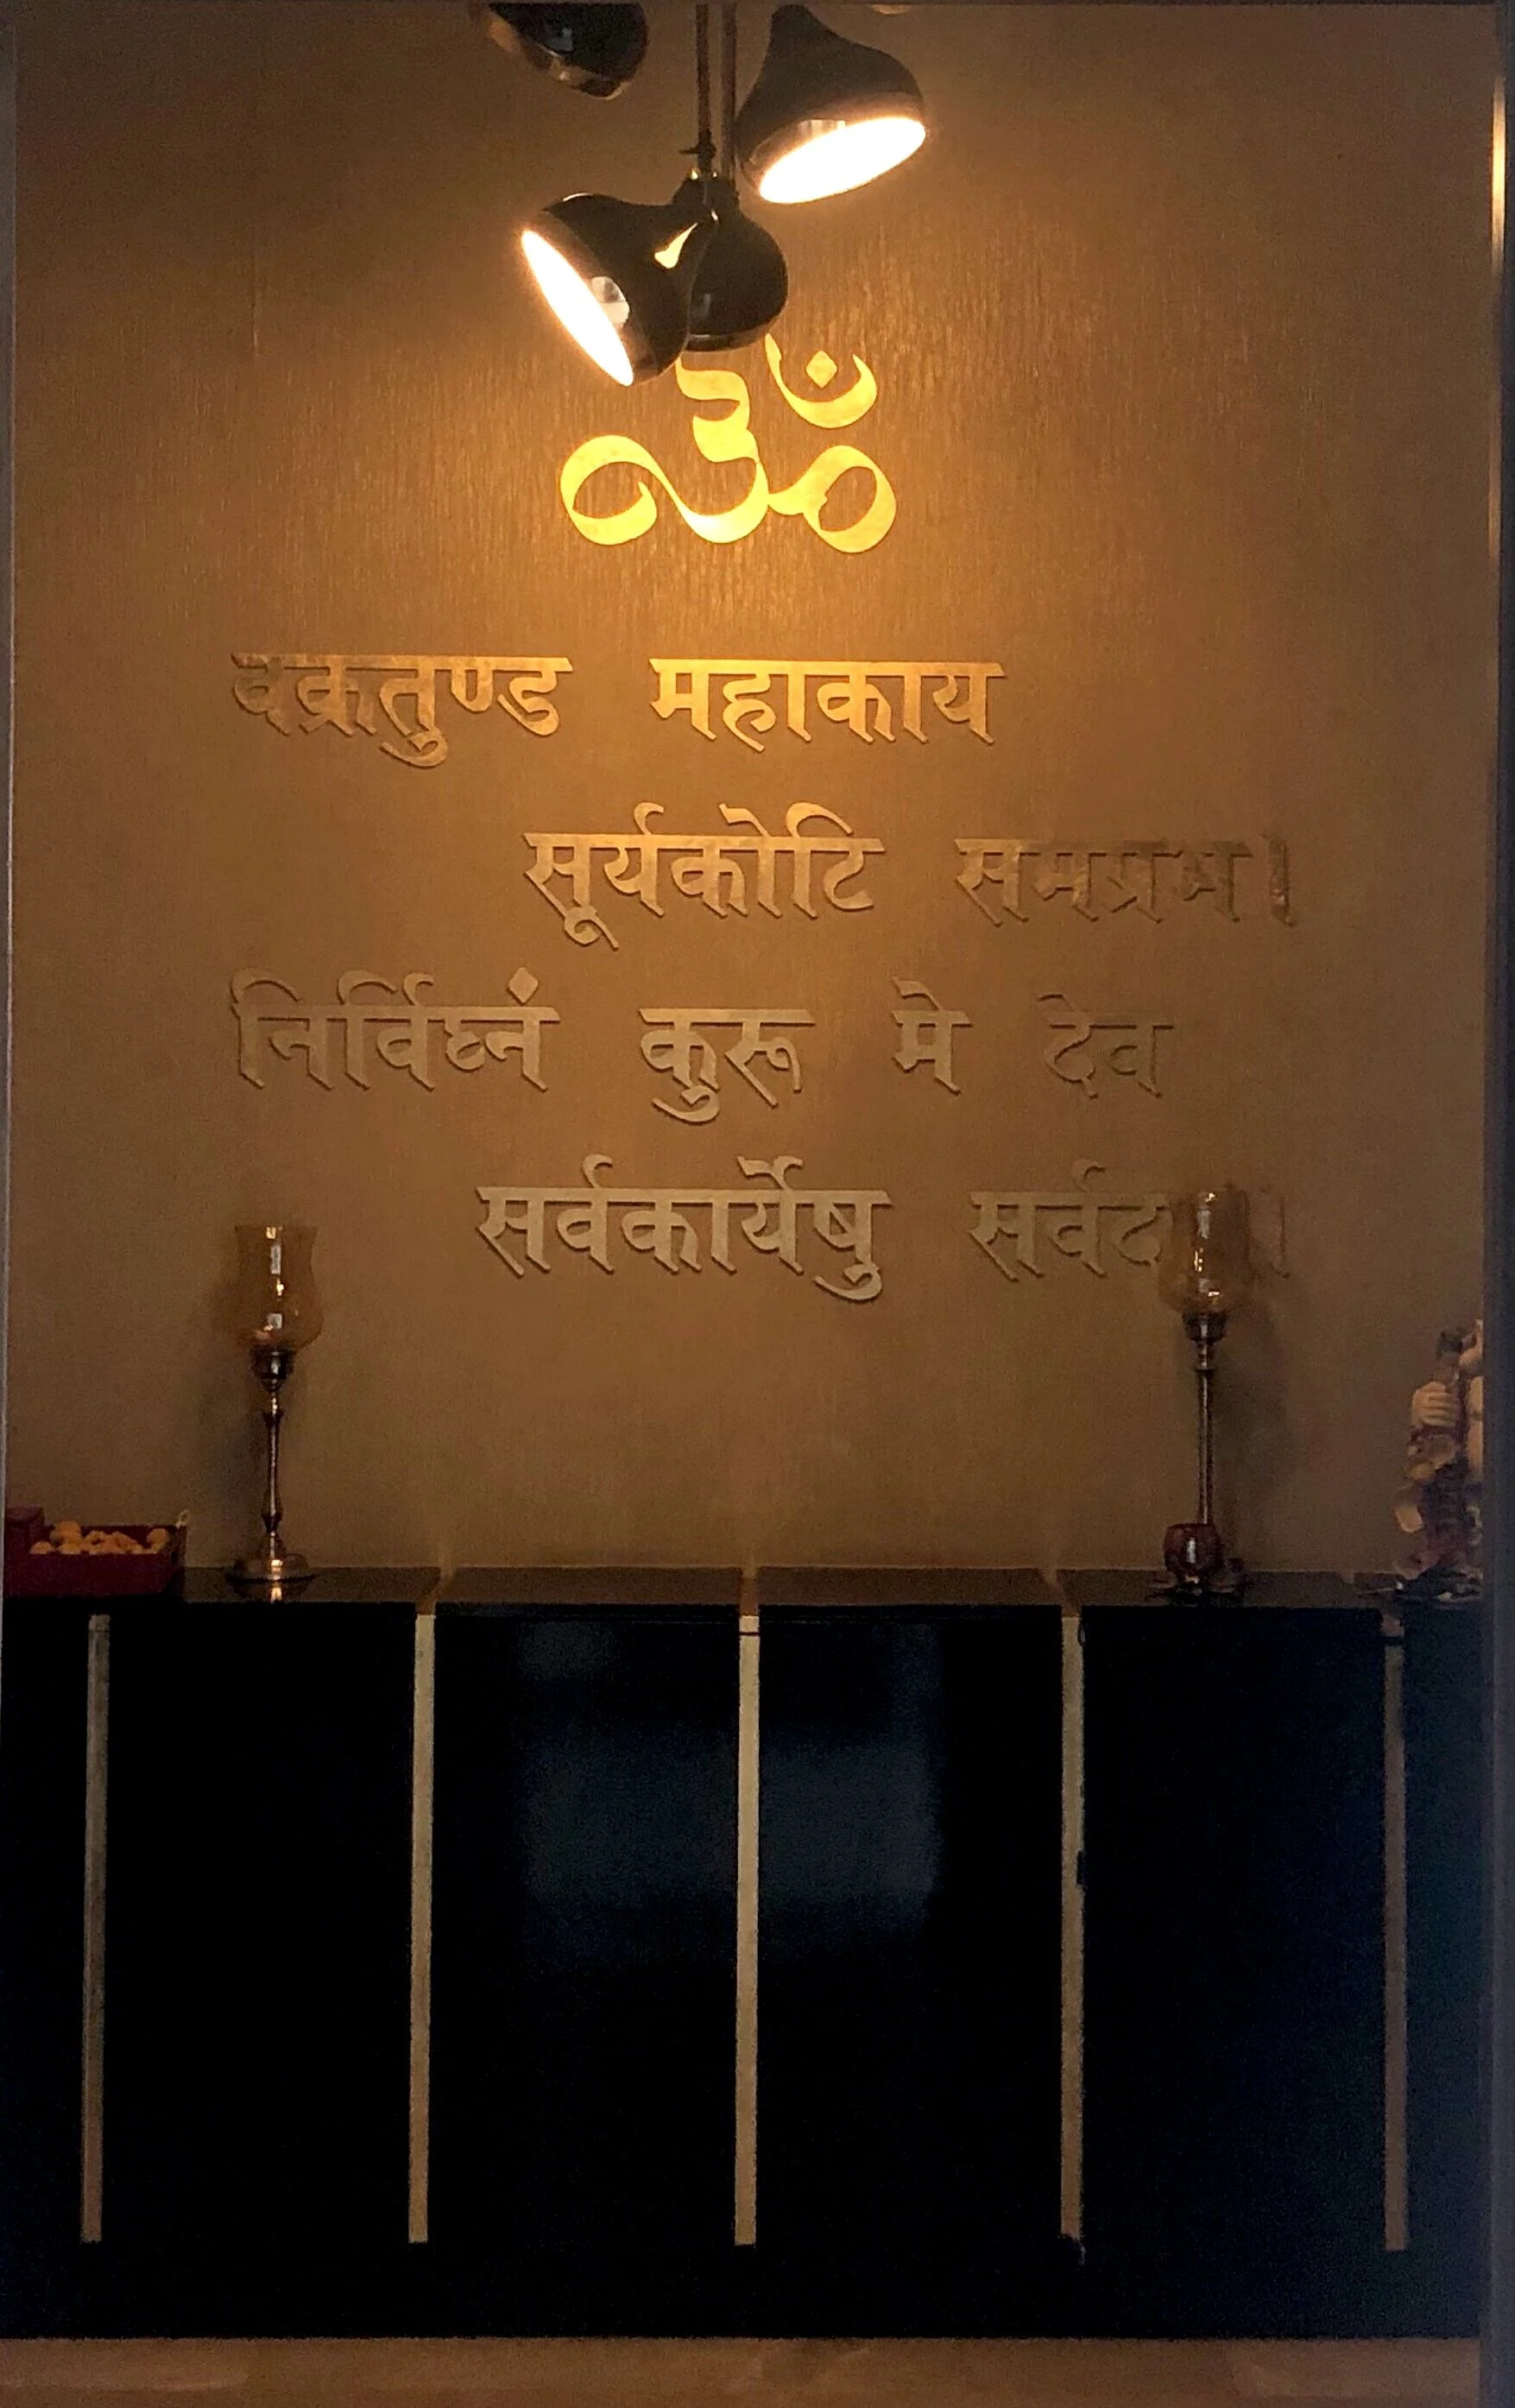 ॐ
वक्रतुण्ड महाकाय
सूर्यकोटि समप्रभ।
निर्विघ्नं कुरू मे देव
सर्वकार्येषु